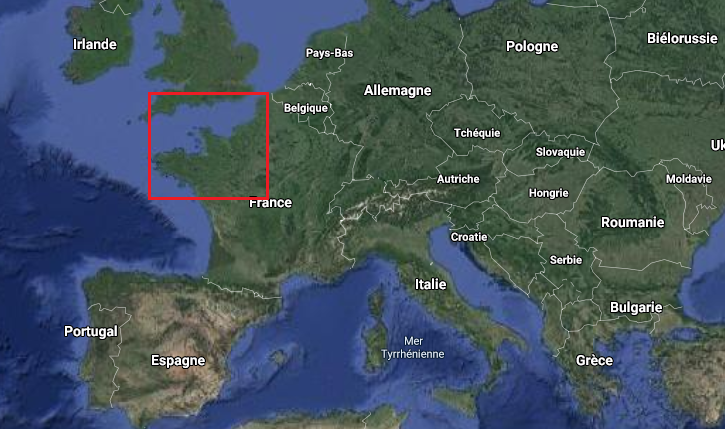 Irlande
Pays-Bas
Pologne
Biélorussie
Allemagne
Belgique
Tchéquie
Slovaquie
Uk
Autriche
Moldavie
Hongrie
France
Roumanie
Croatie
Serbie
Italie
Bulgarie
Portugal
Mer
Tyrrhénienne
Espagne
Grèce